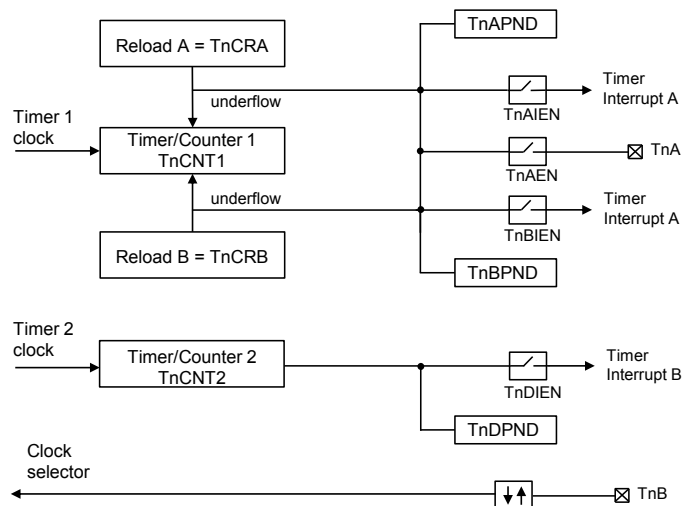 Reload A = TnCRA
underflow
Timer 1
clock
Timer/Counter 1
TnCNT1
underflow
Reload B = TnCRB
TnAPND
TnAIEN
Timer
Interrupt A
TnAEN
TnA
TnBIEN
Timer
Interrupt A
TnBPND
Timer 2
clock
Timer/Counter 2
TnCNT2
TnDIEN
Timer
Interrupt B
TnDPND
Clock
selector
TnB